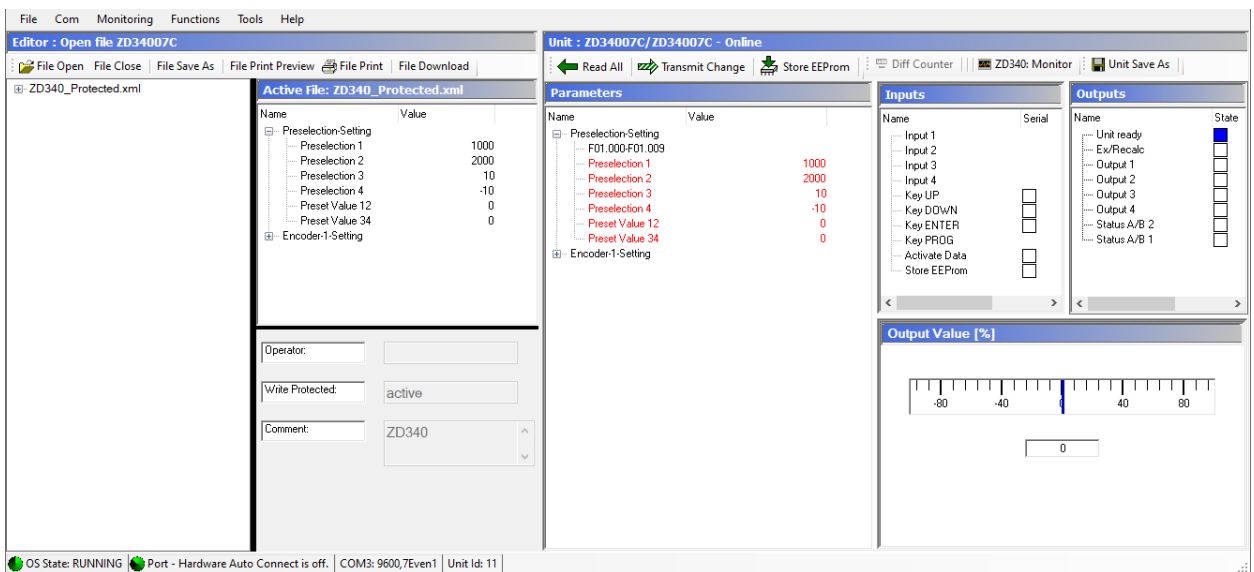 File Com Monitoring Functions Tools Help
Editor : Open file ZD34007C
File Open File Close File Save As File Print Preview File Print File Download
ZD340_Protected.xml
Active File: ZD340_Protected.xml
Name Value
Preselection-Setting
Preselection 1 1000
Preselection 2 2000
Preselection 3 10
Preselection 4 -10
Preset Value 12 0
Preset Value 34 0
Encoder-1-Setting
Operator:
Write Protected: active
Comment: ZD340
Unit : ZD34007C/ZD34007C - Online
Read All Transmit Change Store EEProm Diff Counter ZD340: Monitor Unit Save As
Parameters
Name Value
Preselection-Setting
F01.000-F01.009
Preselection 1 1000
Preselection 2 2000
Preselection 3 10
Preselection 4 -10
Preset Value 12 0
Preset Value 34 0
Encoder-1-Setting
Inputs
Name Serial
Input 1
Input 2
Input 3
Input 4
Key UP
Key DOWN
Key ENTER
Key PROG
Activate Data
Store EEProm
Outputs
Name State
Unit ready
Ex/Recalc
Output 1
Output 2
Output 3
Output 4
Status A/B 2
Status A/B 1
Output Value [%]
-80 -40 0 40 80
0
OS State: RUNNING Port - Hardware Auto Connect is off. COM3: 9600,7Even1 Unit Id: 11